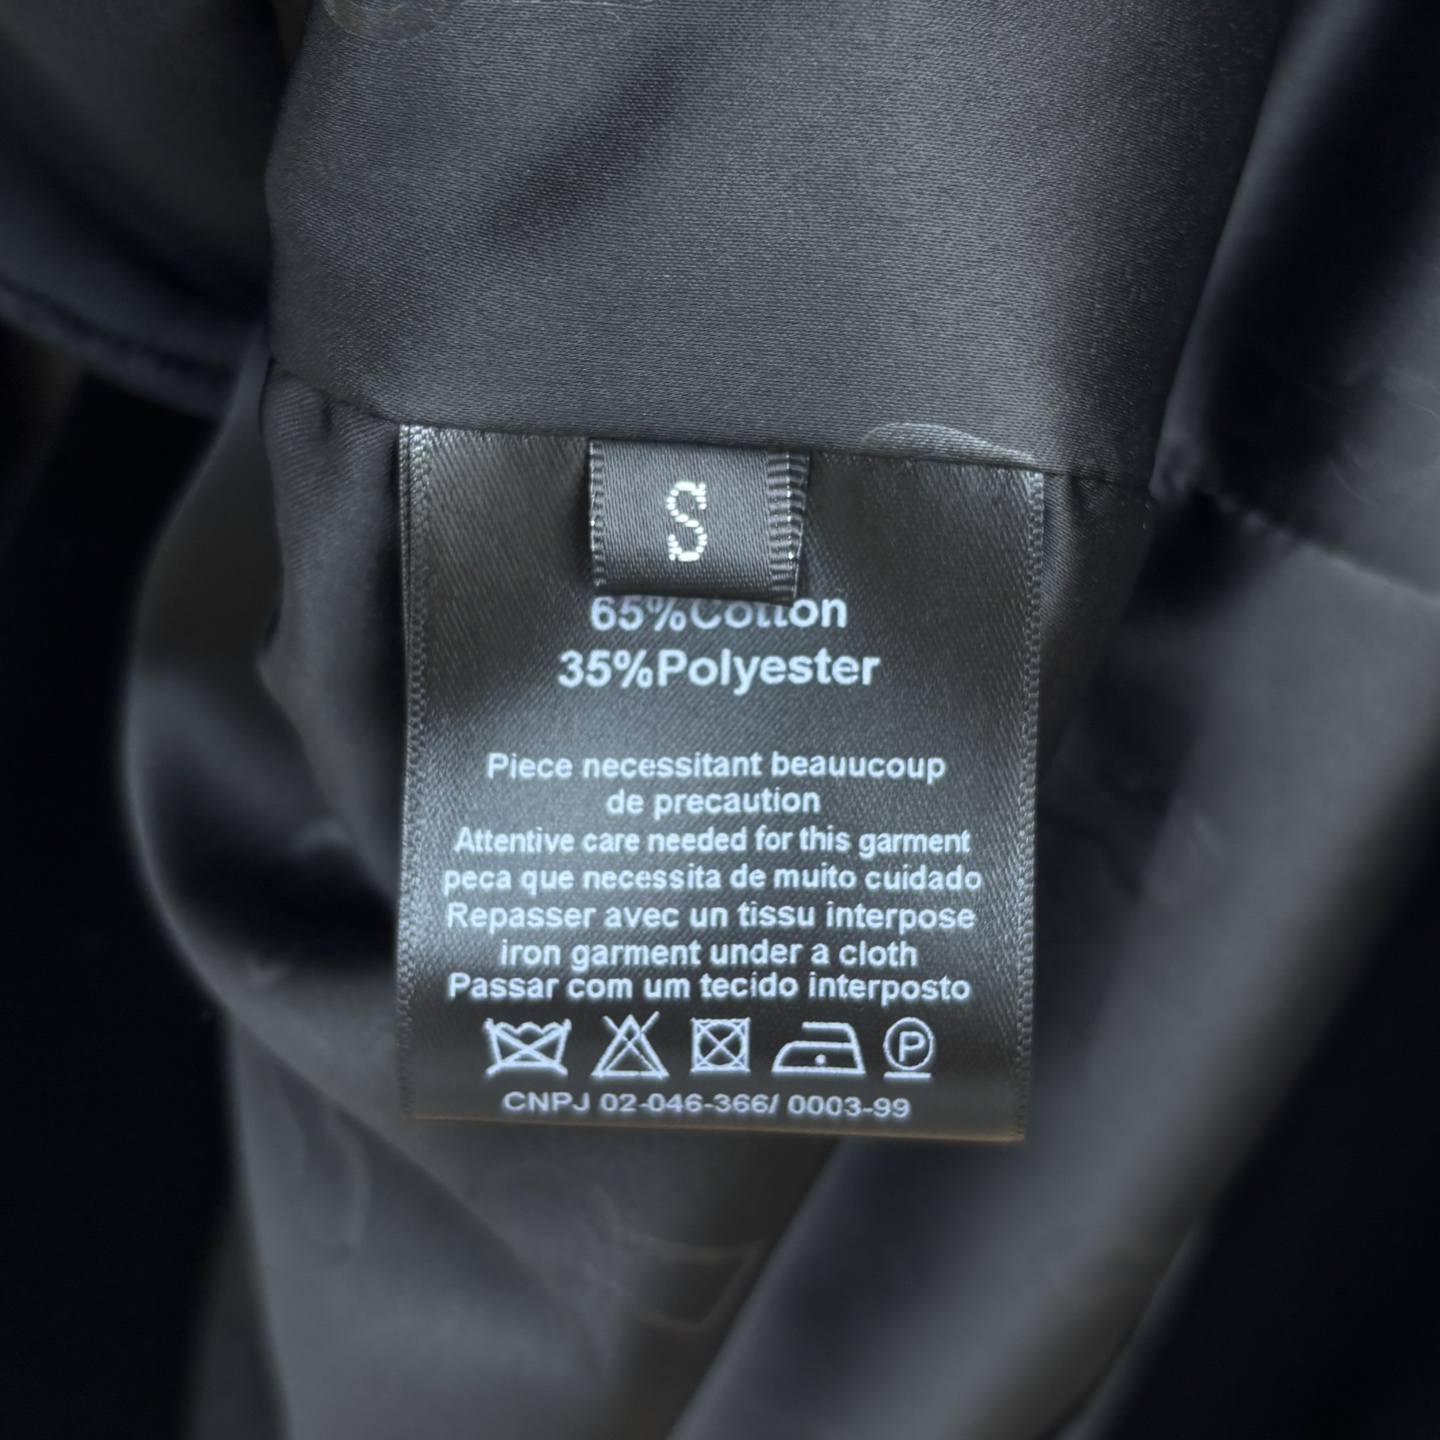 S
65%Cotton
35%Polyester
Piece necessitant beauucoup
de precaution
Attentive care needed for this garment
peca que necessita de muito cuidado
Repasser avec un tissu interpose
iron garment under a cloth
Passar com um tecido interposto
P
CNPJ 02-046-366/ 0003-99